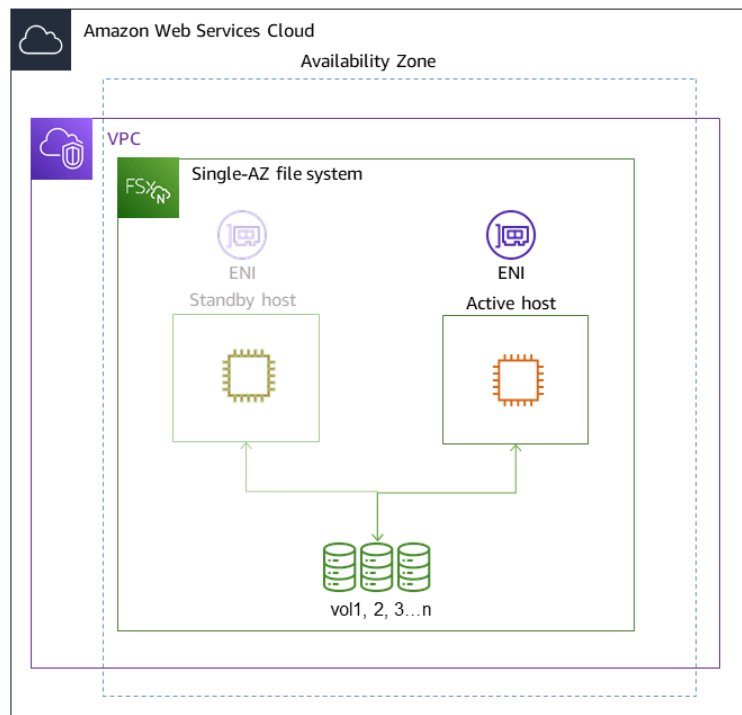 Amazon Web Services Cloud
Availability Zone
VPC
FSx
N
Single-AZ file system
ENI
Standby host
ENI
Active host
vol1, 2, 3...n